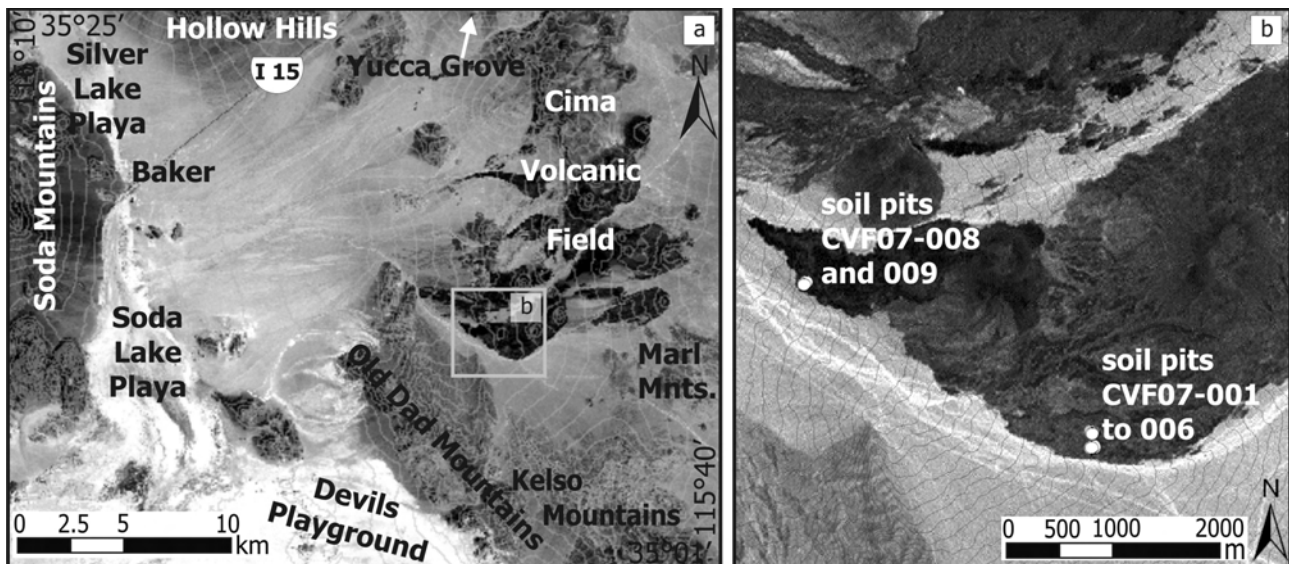 116°10′
35°25′
Hollow Hills
a
Silver
Lake
Playa
I 15
Yucca Grove
N
Cima
Soda Mountains
Baker
Volcanic
Field
b
Soda
Lake
Playa
Old Dad Mountains
Marl
Mnts.
Kelso
Mountains
Devils
Playground
115°40′
35°01′
0 2.5 5 10
km
b
soil pits
CVF07-008
and 009
soil pits
CVF07-001
to 006
N
0 500 1000 2000
m